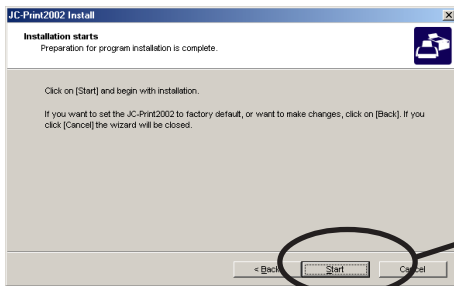 JC-Print2002 Install
Installation starts
Preparation for program installation is complete.
Click on [Start] and begin with installation.
If you want to set the JC-Print2002 to factory default, or want to make changes, click on [Back]. If you
click [Cancel] the wizard will be closed.
< Back Start Cancel